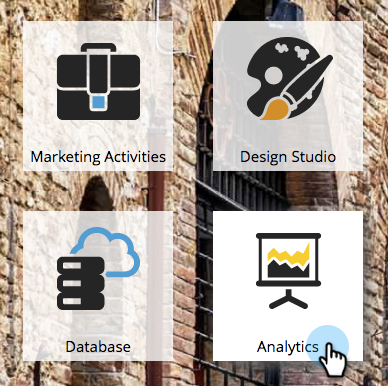 Marketing Activities
Design Studio
Database
Analytics